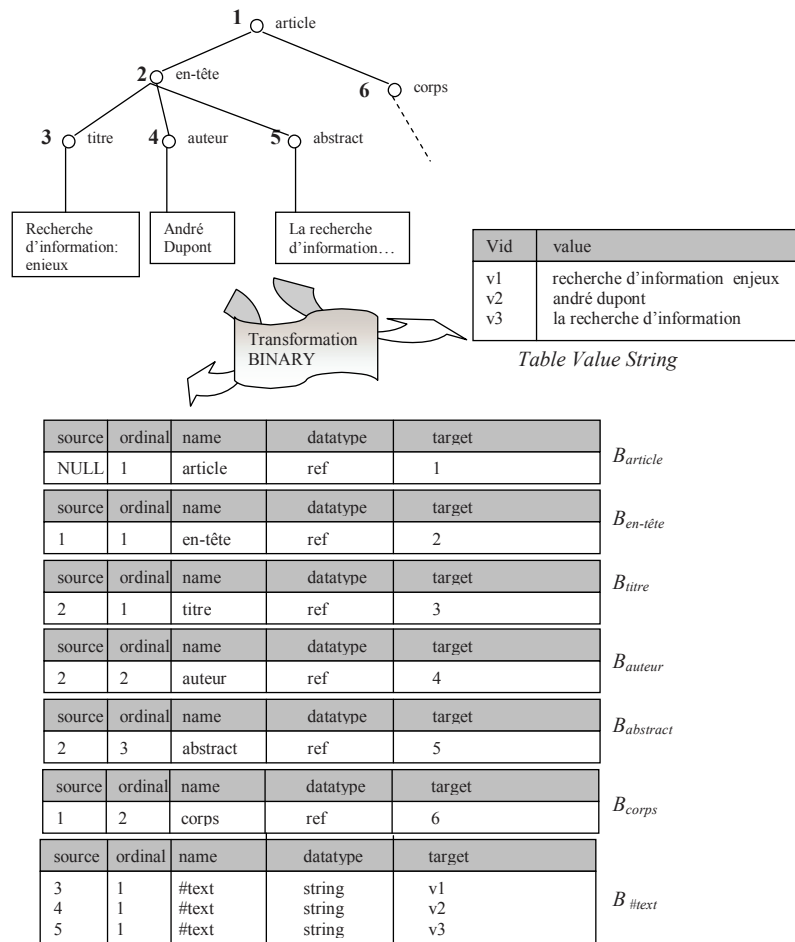 1 article
2 en-tête
6 corps
3 titre
4 auteur
5 abstract
Recherche
d'information:
enieux
André
Dupont
La recherche
d'information…
Vid value
v1 recherche d'information enjeux
v2 andré dupont
v3 la recherche d'information
Table Value String
Transformation
BINARY
source ordinal name datatype target
NULL 1 article ref 1
B article
source ordinal name datatype target
1 1 en-tête ref 2
B en-tête
source ordinal name datatype target
2 1 titre ref 3
B titre
source ordinal name datatype target
2 2 auteur ref 4
B auteur
source ordinal name datatype target
2 3 abstract ref 5
B abstract
source ordinal name datatype target
1 2 corps ref 6
B corps
source ordinal name datatype target
3 1 #text string v1
4 1 #text string v2
5 1 #text string v3
B #text